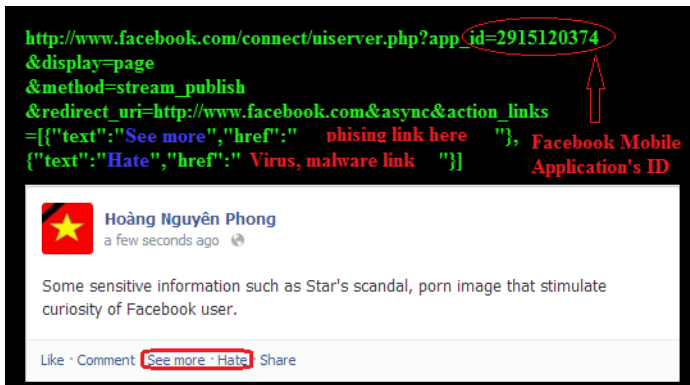 http://www.facebook.com/connect/uiserver.php?app_id=2915120374
&display=page
&method=stream_publish
&redirect_uri=http://www.facebook.com&async&action_links
=[{"text":"See more","href":" phising link here "},
{"text":"Hate","href":" Virus, malware link "}]
Facebook Mobile
Application's ID
Hoàng Nguyên Phong
a few seconds ago
Some sensitive information such as Star's scandal, porn image that stimulate
curiosity of Facebook user.
Like · Comment · See more · Hate · Share